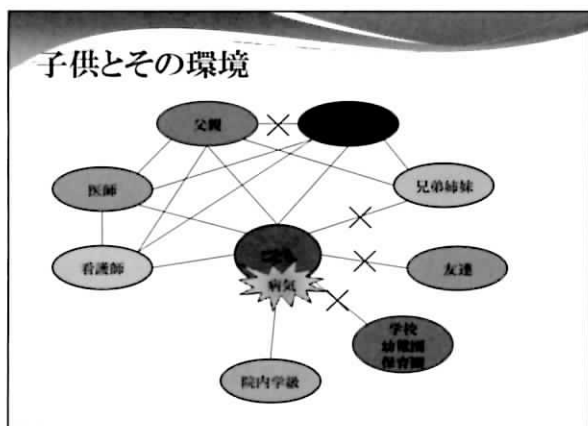 子供とその環境
父親
医師
兄弟姉妹
看護師
病気
友達
学校
幼稚園
保育園
院内学級